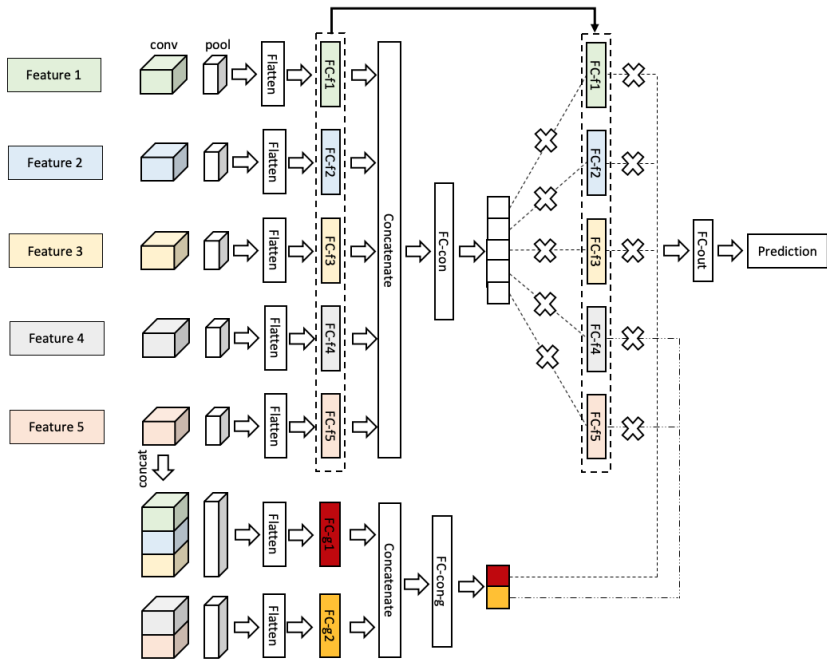 conv
pool
Feature 1
Flatten
FC-f1
FC-f1
Feature 2
Flatten
FC-f2
FC-f2
Feature 3
Flatten
FC-f3
Concatenate
FC-con
FC-f3
FC-out
Prediction
Feature 4
Flatten
FC-f4
FC-f4
Feature 5
Flatten
FC-f5
FC-f5
concat
Flatten
FC-g1
Concatenate
FC-con-g
Flatten
FC-g2